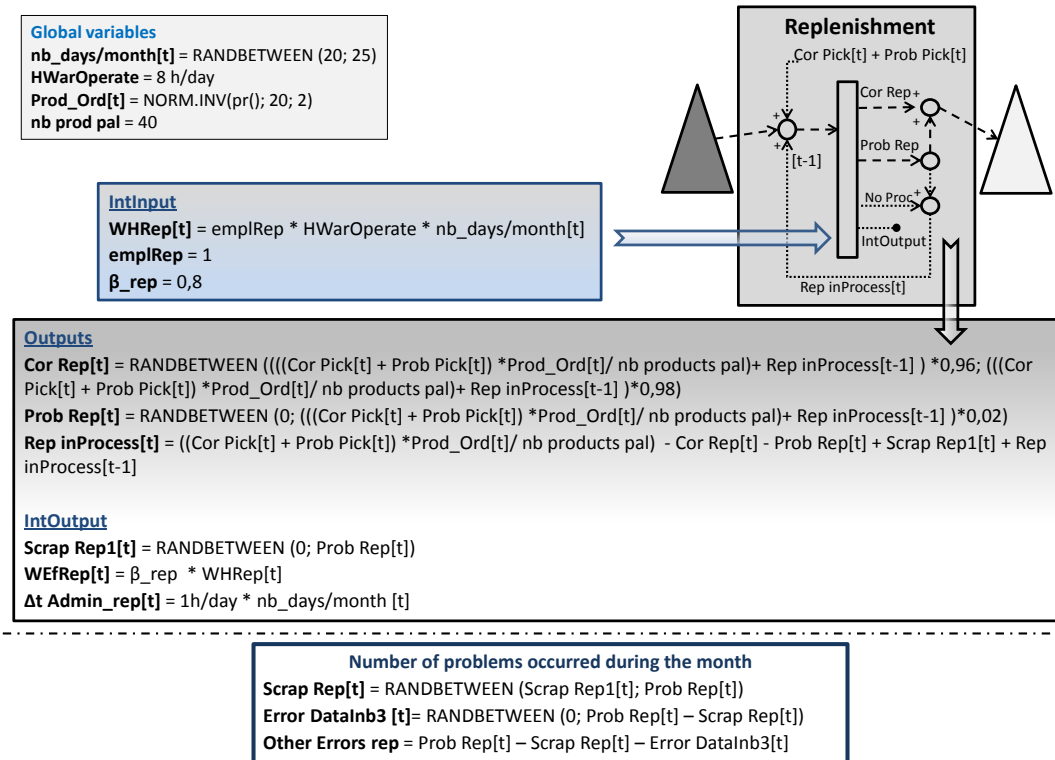 Global variables
nb_days/month[t] = RANDBETWEEN (20; 25)
HWarOperate = 8 h/day
Prod_Ord[t] = NORM.INV(pr(); 20; 2)
nb prod pal = 40
Replenishment
Cor Pick[t] + Prob Pick[t]
Cor Rep
+
+
+
+
[t-1]
Prob Rep
No Proc
+
IntOutput
Rep inProcess[t]
IntInput
WHRep[t] = emplRep * HWarOperate * nb_days/month[t]
emplRep = 1
β_rep = 0,8
Outputs
Cor Rep[t] = RANDBETWEEN ((((Cor Pick[t] + Prob Pick[t]) *Prod_Ord[t]/ nb products pal)+ Rep inProcess[t-1] ) *0,96; (((Cor
Pick[t] + Prob Pick[t]) *Prod_Ord[t]/ nb products pal)+ Rep inProcess[t-1] )*0,98)
Prob Rep[t] = RANDBETWEEN (0; (((Cor Pick[t] + Prob Pick[t]) *Prod_Ord[t]/ nb products pal)+ Rep inProcess[t-1] )*0,02)
Rep inProcess[t] = ((Cor Pick[t] + Prob Pick[t]) *Prod_Ord[t]/ nb products pal) - Cor Rep[t] - Prob Rep[t] + Scrap Rep1[t] + Rep
inProcess[t-1]
IntOutput
Scrap Rep1[t] = RANDBETWEEN (0; Prob Rep[t])
WEfRep[t] = β_rep * WHRep[t]
Δt Admin_rep[t] = 1h/day * nb_days/month [t]
Number of problems occurred during the month
Scrap Rep[t] = RANDBETWEEN (Scrap Rep1[t]; Prob Rep[t])
Error DataInb3 [t]= RANDBETWEEN (0; Prob Rep[t] – Scrap Rep[t])
Other Errors rep = Prob Rep[t] – Scrap Rep[t] – Error DataInb3[t]